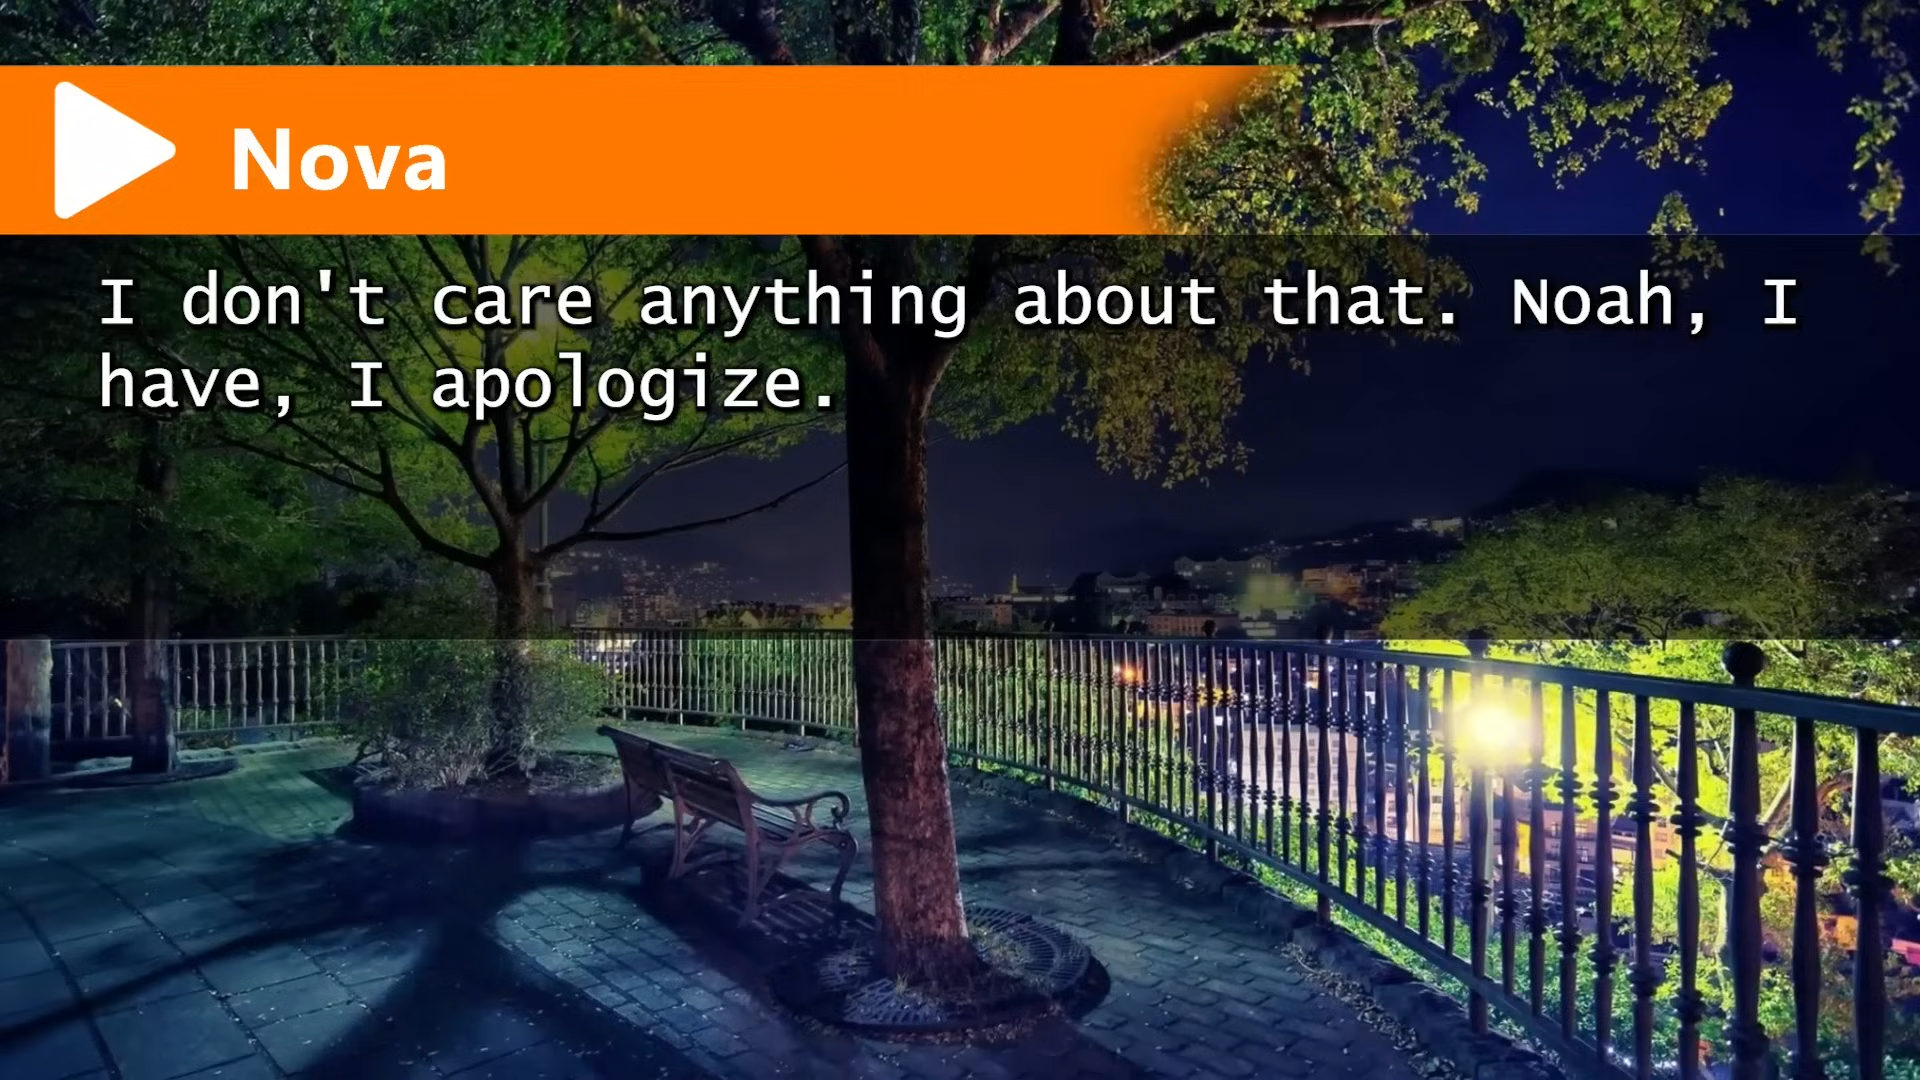 Nova
I don't care anything about that. Noah, I
have, I apologize.